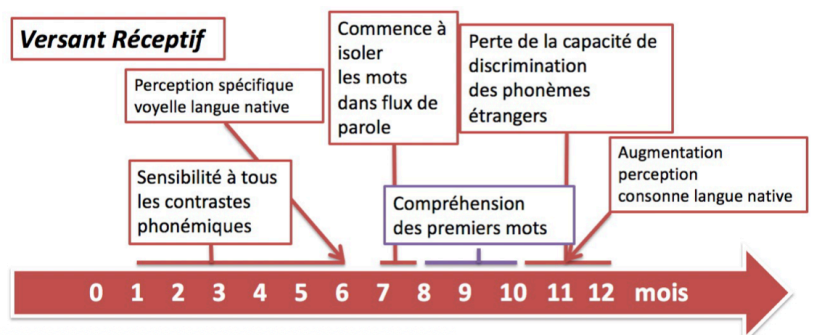 Versant Réceptif
Perception spécifique
voyelle langue native
Commence à
isoler
les mots
dans flux de
parole
Perte de la capacité de
discrimination
des phonèmes
étrangers
Sensibilité à tous
les contrastes
phonémiques
Compréhension
des premiers mots
Augmentation
perception
consonne langue native
0 1 2 3 4 5 6 7 8 9 10 11 12 mois